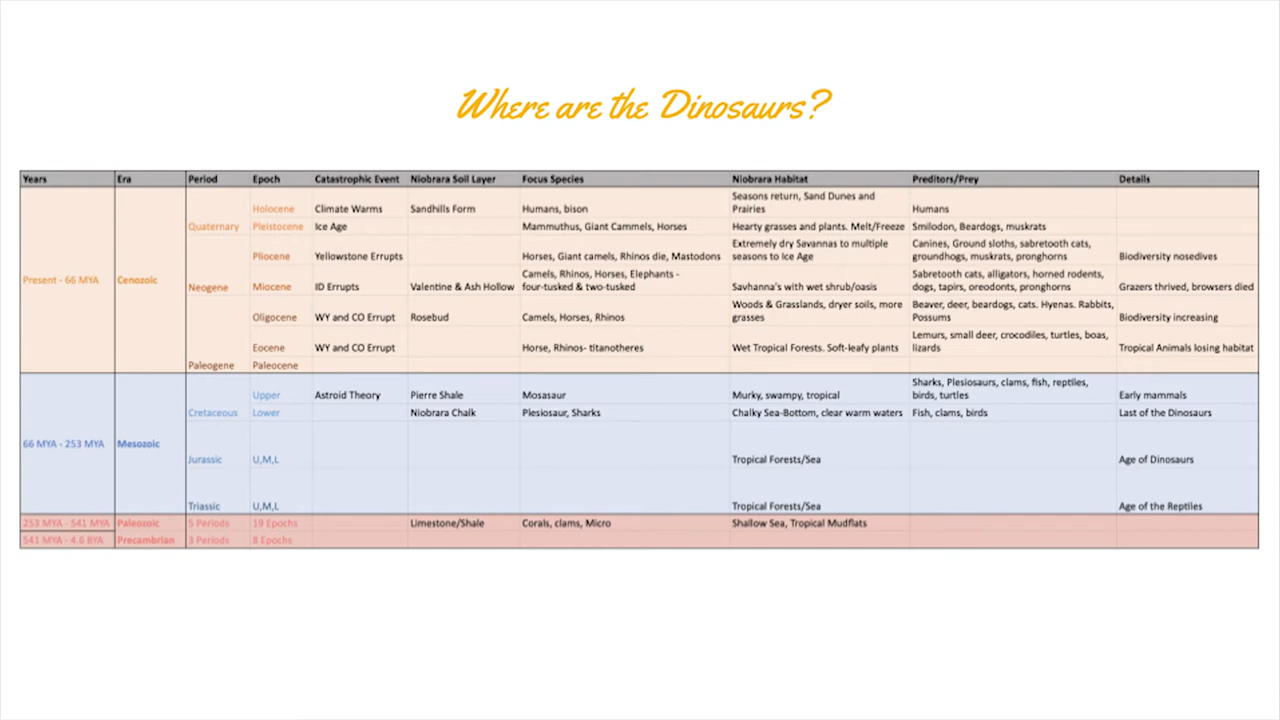 Where are the Dinosaurs?
Years Era Period Epoch Catastrophic Event Niobrara Soil Layer Focus Species Niobrara Habitat Preditors/Prey Details
Seasons return, Sand Dunes and
Holocene Climate Warms Sandhills Form Humans, bison Prairies Humans
Quaternary Pleistocene Ice Age Mammuthus, Giant Cammels, Horses Hearty grasses and plants. Melt/Freeze Smilodon, Beardogs, muskrats
Extremely dry Savannas to multiple Canines, Ground sloths, sabretooth cats,
Pliocene Yellowstone Errupts Horses, Giant camels, Rhinos die, Mastodons seasons to Ice Age groundhogs, muskrats, pronghorns Biodiversity nosedives
Present - 66 MYA Cenozoic Camels, Rhinos, Horses, Elephants - Sabretooth cats, alligators, horned rodents,
Neogene Miocene ID Errupts Valentine & Ash Hollow four-tusked & two-tusked Savhanna's with wet shrub/oasis dogs, tapirs, oreodonts, pronghorns Grazers thrived, browsers died
Woods & Grasslands, dryer soils, more Beaver, deer, beardogs, cats. Hyenas. Rabbits,
Oligocene WY and CO Errupt Rosebud Camels, Horses, Rhinos grasses Possums Biodiversity increasing
Lemurs, small deer, crocodiles, turtles, boas,
Eocene WY and CO Errupt Horse, Rhinos- titanotheres Wet Tropical Forests. Soft-leafy plants lizards Tropical Animals losing habitat
Paleogene Paleocene
Sharks, Plesiosaurs, clams, fish, reptiles,
Upper Astroid Theory Pierre Shale Mosasaur Murky, swampy, tropical birds, turtles Early mammals
Cretaceous Lower Niobrara Chalk Plesiosaur, Sharks Chalky Sea-Bottom, clear warm waters Fish, clams, birds Last of the Dinosaurs
66 MYA - 253 MYA Mesozoic
Jurassic U,M,L Tropical Forests/Sea Age of Dinosaurs
Triassic U,M,L Tropical Forests/Sea Age of the Reptiles
253 MYA - 541 MYA Paleozoic 5 Periods 19 Epochs Limestone/Shale Corals, clams, Micro Shallow Sea, Tropical Mudflats
541 MYA - 4.6 BYA Precambrian 3 Periods 8 Epochs